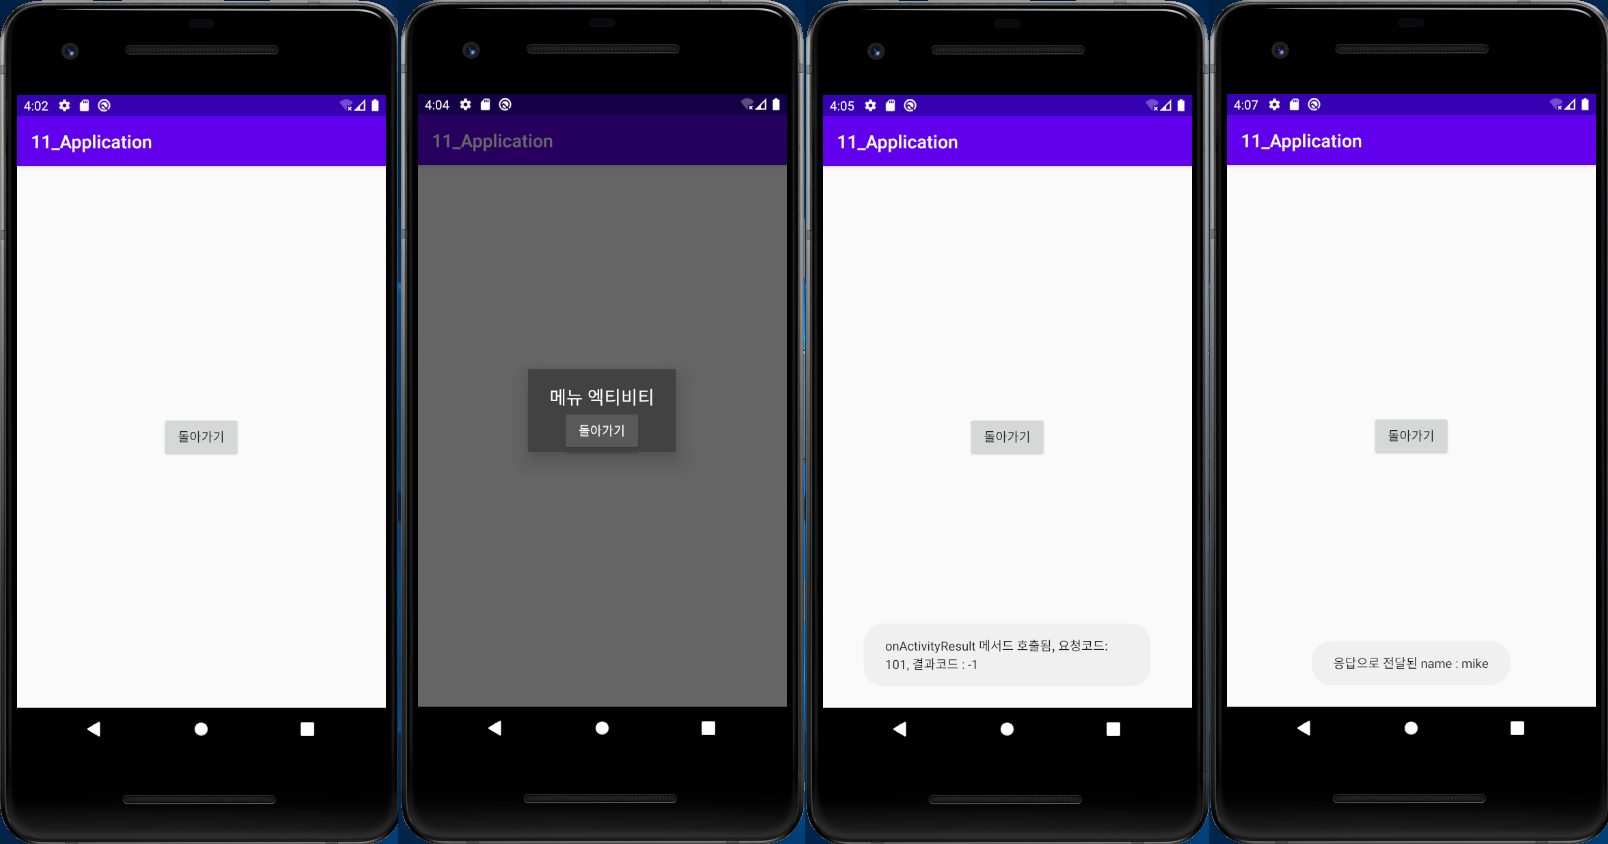 4:02
11_Application
돌아가기
4:04
11_Application
메뉴 엑티비티
돌아가기
4:05
11_Application
돌아가기
onActivityResult 메서드 호출됨, 요청코드:
101, 결과코드 : -1
4:07
11_Application
돌아가기
응답으로 전달된 name : mike